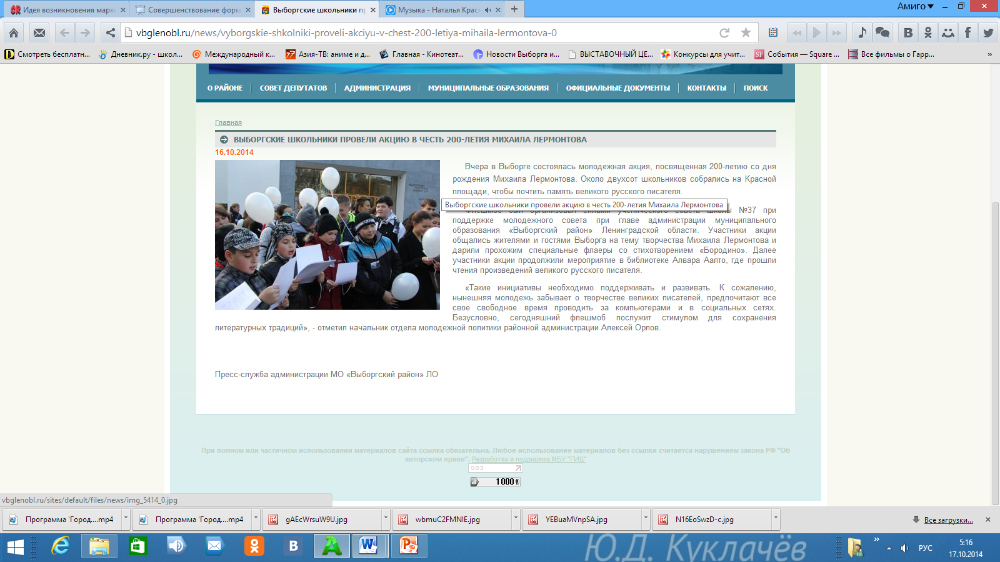 Идея возникновения марк
Совершенствование форм
Выборгские школьники пр
Музыка - Наталья Красн
Амиго
vbglenobl.ru/news/vyborgskie-shkolniki-proveli-akciyu-v-chest-200-letiya-mihaila-lermontova-0
Смотреть бесплатн...
Дневник.ру - школ...
Международный к...
Азия-ТВ: аниме и д...
Главная - Кинотеат...
Новости Выборга и...
ВЫСТАВОЧНЫЙ ЦЕ...
Конкурсы для учит...
События — Square ...
Все фильмы о Гарр...
»
О РАЙОНЕ
СОВЕТ ДЕПУТАТОВ
АДМИНИСТРАЦИЯ
МУНИЦИПАЛЬНЫЕ ОБРАЗОВАНИЯ
ОФИЦИАЛЬНЫЕ ДОКУМЕНТЫ
КОНТАКТЫ
ПОИСК
Главная
ВЫБОРГСКИЕ ШКОЛЬНИКИ ПРОВЕЛИ АКЦИЮ В ЧЕСТЬ 200-ЛЕТИЯ МИХАИЛА ЛЕРМОНТОВА
16.10.2014
Вчера в Выборге состоялась молодежная акция, посвященная 200-летию со дня
рождения Михаила Лермонтова. Около двухсот школьников собрались на Красной
площади, чтобы почтить память великого русского писателя.
Выборгские школьники провели акцию в честь 200-летия Михаила Лермонтова
Флешмоб был организован силами ученического совета школы №37 при
поддержке молодежного совета при главе администрации муниципального
образования «Выборгский район» Ленинградской области. Участники акции
общались жителями и гостями Выборга на тему творчества Михаила Лермонтова и
дарили прохожим специальные флаеры со стихотворением «Бородино». Далее
участники акции продолжили мероприятие в библиотеке Алвара Аалто, где прошли
чтения произведений великого русского писателя.
«Такие инициативы необходимо поддерживать и развивать. К сожалению,
нынешняя молодежь забывает о творчестве великих писателей, предпочитают все
свое свободное время проводить за компьютерами и в социальных сетях.
Безусловно, сегодняшний флешмоб послужит стимулом для сохранения
литературных традиций», - отметил начальник отдела молодежной политики районной администрации Алексей Орлов.
Пресс-служба администрации МО «Выборгский район» ЛО
При полном или частичном использовании материалов сайта ссылка обязательна. Любое использование материалов без ссылки считается нарушением закона РФ "Об
авторском праве". Разработка и поддержка МБУ "ГИЦ"
1000
vbglenobl.ru/sites/default/files/news/img_5414_0.jpg
Программа 'Город....mp4
Программа 'Город....mp4
gAEcWrsuW9U.jpg
wbmuC2FMNIE.jpg
YEBuaMVnpSA.jpg
N16EoSwzD-c.jpg
Все загрузки...
Ю.Д. Куклачёв
»
РУС
5:16
17.10.2014